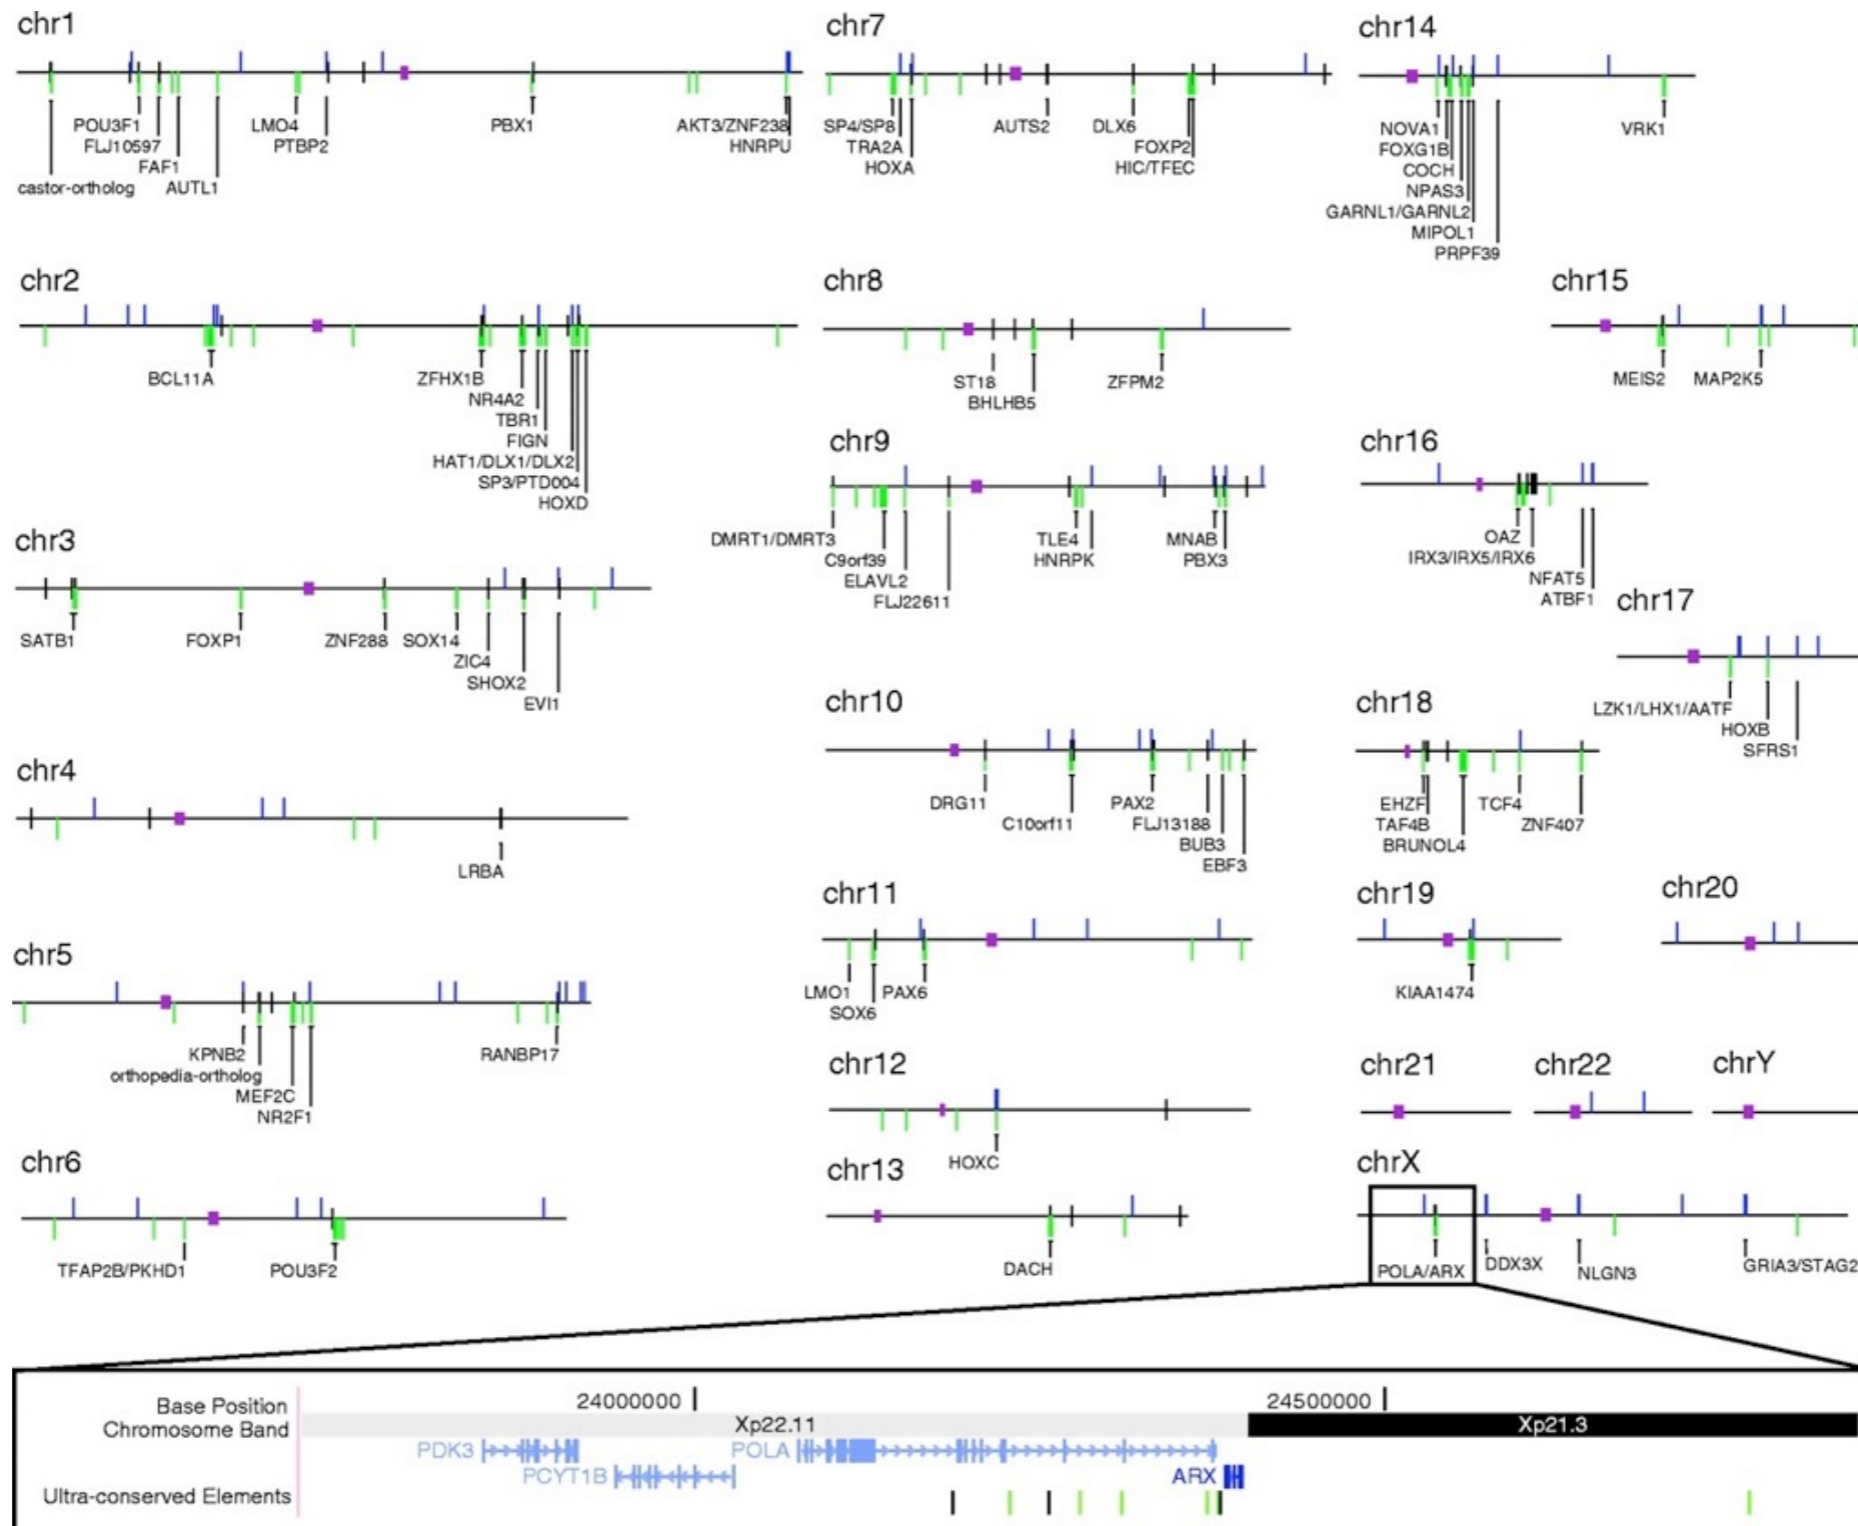 chr1
POU3F1
FLJ10597
FAF1
castor-ortholog
AUTL1
LMO4
PTBP2
PBX1
AKT3/ZNF238
HNRPU
chr2
BCL11A
ZFHX1B
NR4A2
TBR1
FIGN
HAT1/DLX1/DLX2
SP3/PTD004
HOXD
chr3
SATB1
FOXP1
ZNF288
SOX14
ZIC4
SHOX2
EVI1
chr4
LRBA
chr5
KPNB2
orthopedia-ortholog
MEF2C
NR2F1
RANBP17
chr6
TFAP2B/PKHD1
POU3F2
chr7
SP4/SP8
TRA2A
HOXA
AUTS2
DLX6
FOXP2
HIC/TFEC
chr8
ST18
BHLHB5
ZFPM2
chr9
DMRT1/DMRT3
C9orf39
ELAVL2
FLJ22611
TLE4
HNRPK
MNAB
PBX3
chr10
DRG11
C10orf11
PAX2
FLJ13188
BUB3
EBF3
chr11
LMO1
SOX6
PAX6
chr12
HOXC
chr13
DACH
chr14
NOVA1
FOXG1B
COCH
NPAS3
GARNL1/GARNL2
MIPOL1
PRPF39
VRK1
chr15
MEIS2
MAP2K5
chr16
OAZ
IRX3/IRX5/IRX6
NFAT5
ATBF1
chr17
LZK1/LHX1/AATF
HOXB
SFRS1
chr18
EHZF
TAF4B
BRUNOL4
TCF4
ZNF407
chr19
KIAA1474
chr20
chr21
chr22
chrY
chrX
POLA/ARX
DDX3X
NLGN3
GRIA3/STAG2
Base Position 24000000 24500000
Chromosome Band Xp22.11 Xp21.3
PDK3 POLA
PCYT1B ARX
Ultra-conserved Elements